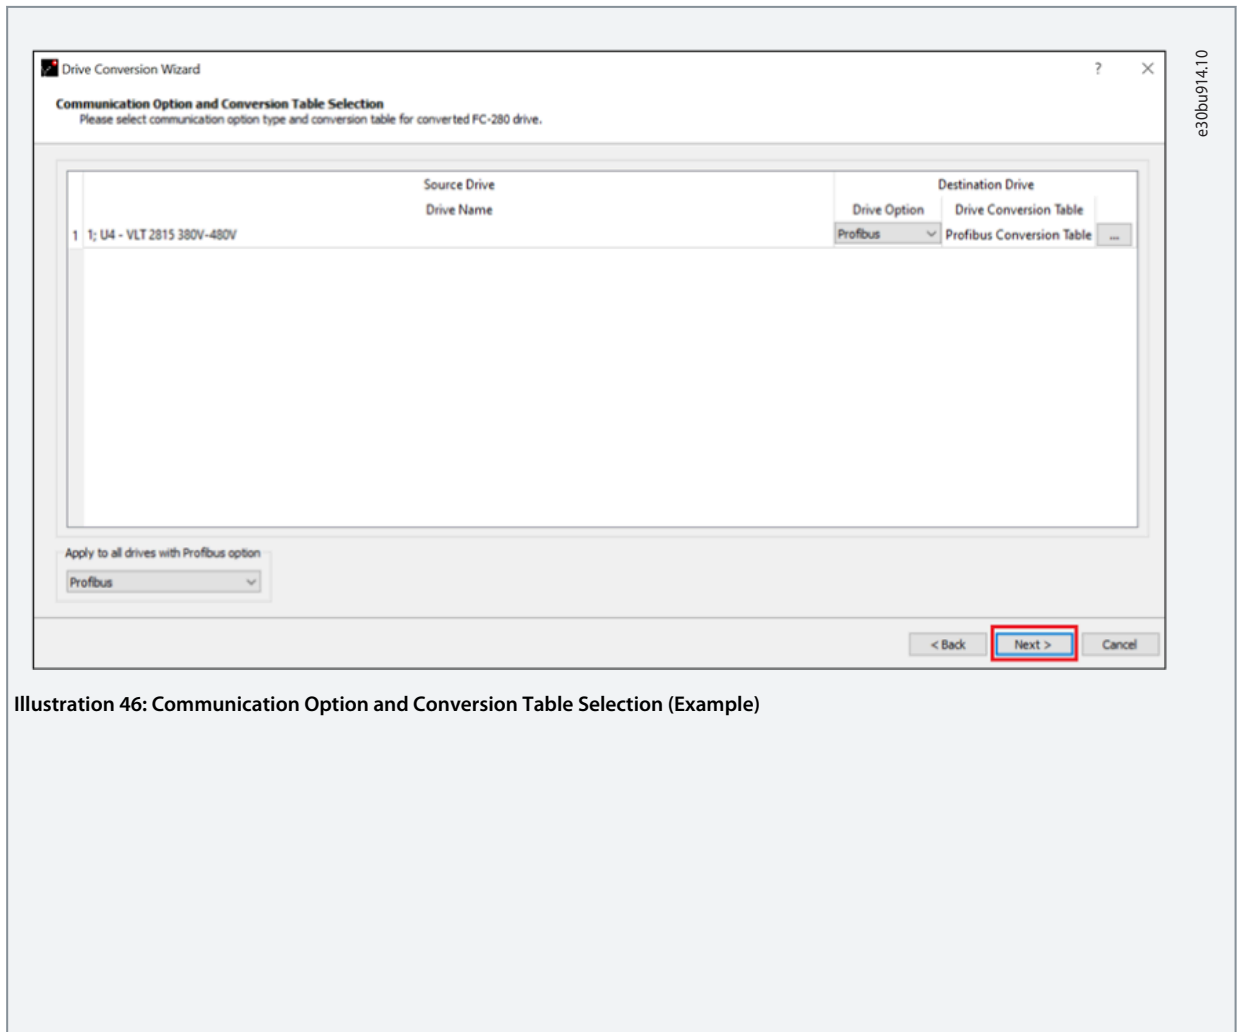 Drive Conversion Wizard
?
Communication Option and Conversion Table Selection
Please select communication option type and conversion table for converted FC-280 drive.
Source Drive Destination Drive
Drive Name Drive Option Drive Conversion Table
1 1; U4 - VLT 2815 380V-480V Profibus Profibus Conversion Table ...
Apply to all drives with Profibus option
Profibus
< Back Next > Cancel
e30bu914.10
Illustration 46: Communication Option and Conversion Table Selection (Example)